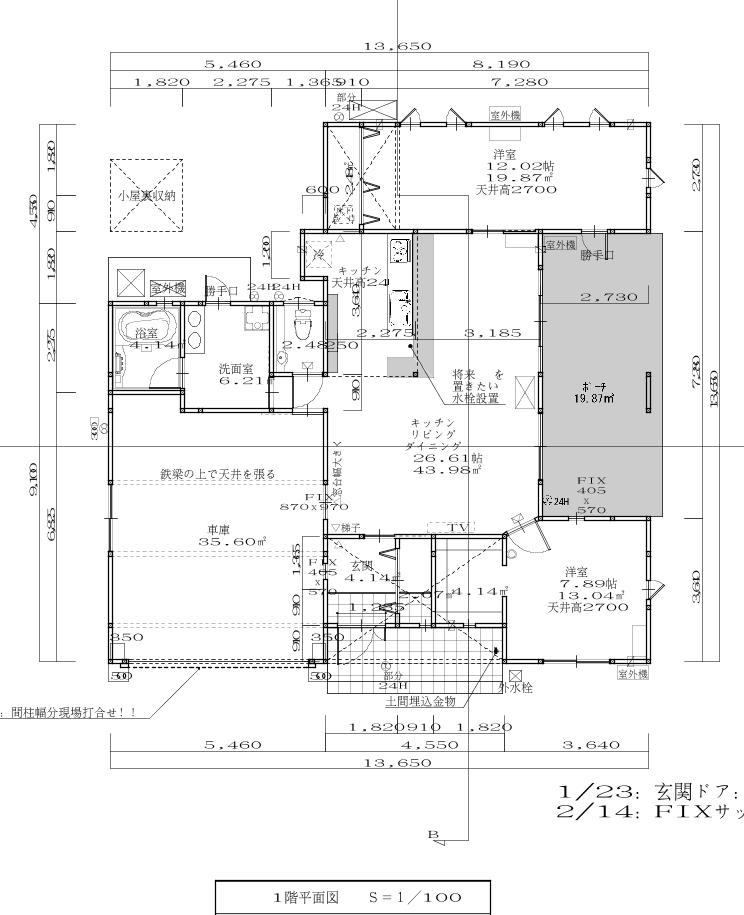 13,650
5,460 8,190
1,820 2,275 1,365 910 7,280
部分
24H
室外機
洋室
12.02帖
19.87㎡
天井高2700
小屋裏収納
600
1,820
910
4,550
1,820
2,730
1,200
冷
キッチン
天井高24
3,640
室外機
勝手口
2,730
室外機
勝手口
24H 24H
浴室
4.14㎡
洗面室
6.21㎡
2.48㎡
250
2,275 3,185
2,275
7,280
13,650
将来 を
置きたい
水栓設置
ポーチ
19.87㎡
910
キッチン
リビング
ダイニング
26.61帖
43.98㎡
300
9,100
6,825
鉄梁の上で天井を張る
窓台幅大きく
FIX
870x970
FIX
405
x
570
24H
車庫
35.60㎡
▽梯子
TV
1,365
FIX
405
x
570
玄関
4.14㎡
4.14㎡
洋室
7.89帖
13.04㎡
天井高2700
3,640
910
910
350 350
500 500
部分
24H
外水栓
室外機
土間埋込金物
: 間柱幅分現場打合せ!!
1,820 910 1,820
5,460 4,550 3,640
13,650
1/23: 玄関ドア:
2/14: FIXサッ
B
1階平面図 S=1/100